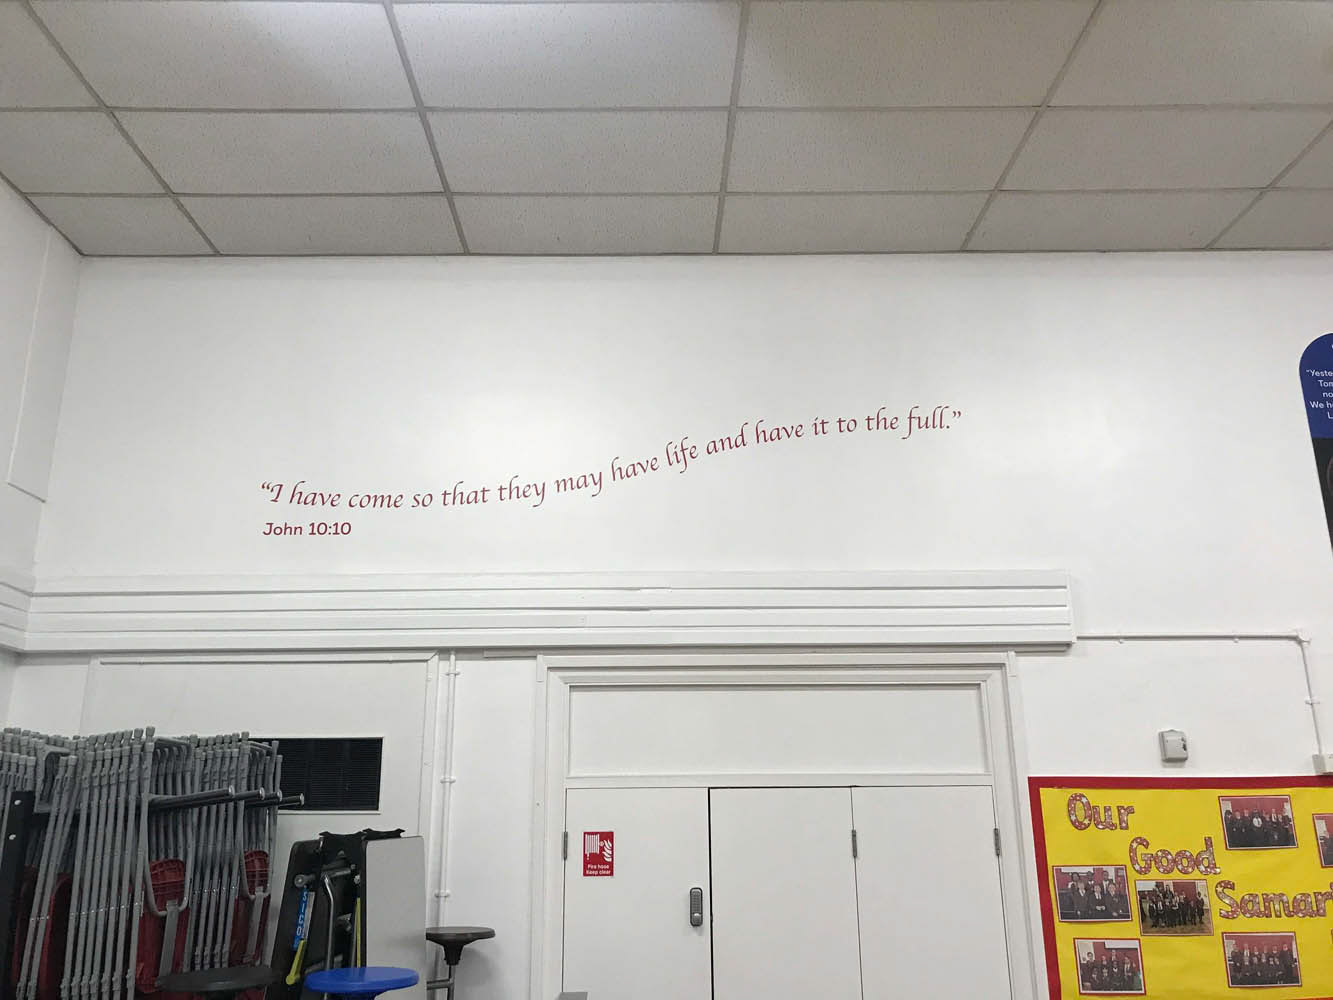 “I have come so that they may have life and have it to the full.”
John 10:10
Fire hose
Keep clear
Our
Good